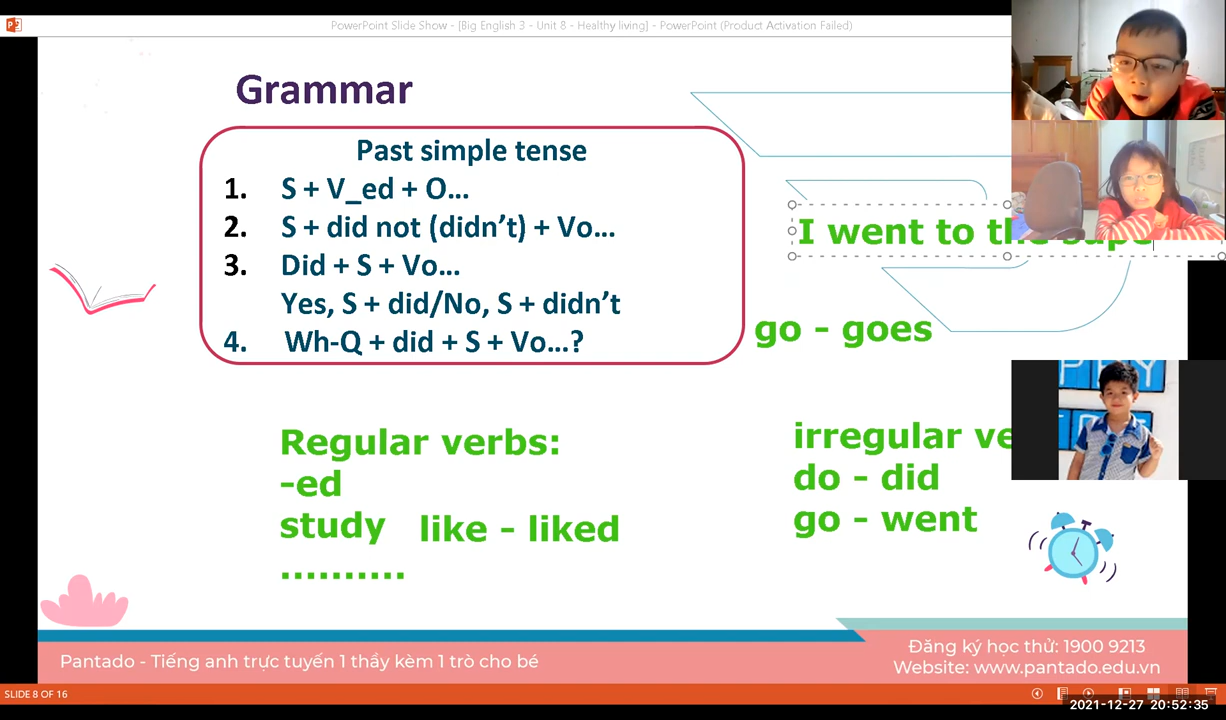 PowerPoint Slide Show - [Big English 3 - Unit 8 - Healthy living] - PowerPoint (Product Activation Failed)
Grammar
Past simple tense
1. S + V_ed + O...
2. S + did not (didn't) + Vo...
3. Did + S + Vo...
Yes, S + did/No, S + didn't
4. Wh-Q + did + S + Vo...?
I went to the supe
go - goes
Regular verbs:
-ed
study like - liked
..........
irregular ve
do - did
go - went
Pantado - Tiếng anh trực tuyến 1 thầy kèm 1 trò cho bé
Đăng ký học thử: 1900 9213
Website: www.pantado.edu.vn
SLIDE 8 OF 16
2021-12-27 20:52:35